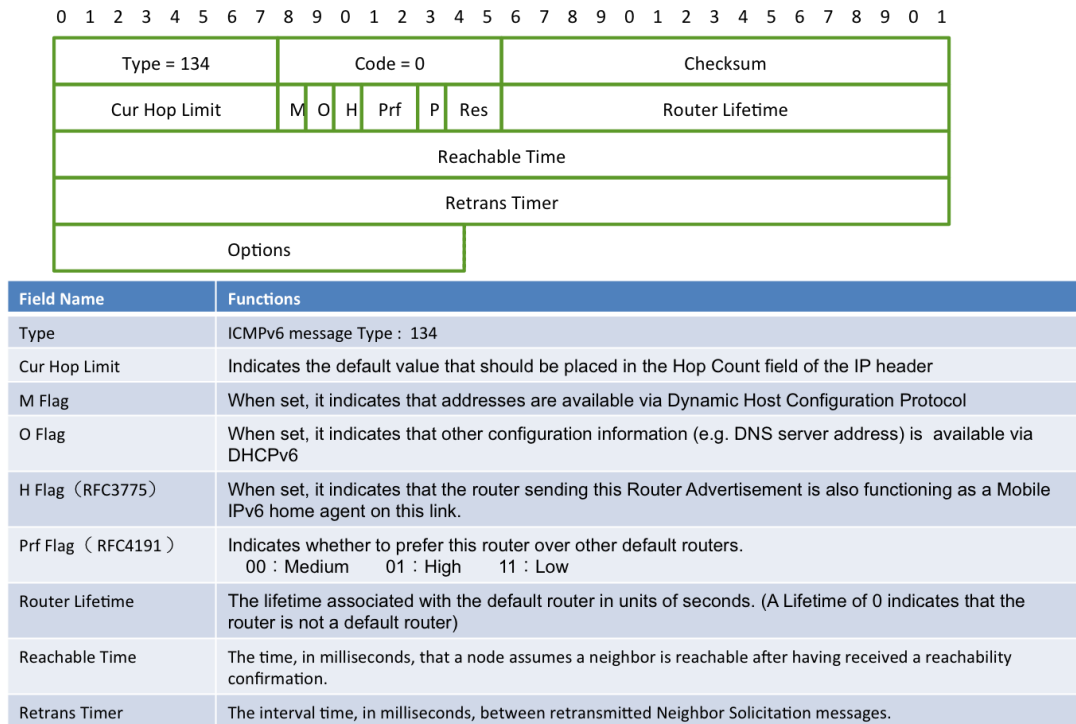 0 1 2 3 4 5 6 7 8 9 0 1 2 3 4 5 6 7 8 9 0 1 2 3 4 5 6 7 8 9 0 1
Type = 134 Code = 0 Checksum
Cur Hop Limit M O H Prf P Res Router Lifetime
Reachable Time
Retrans Timer
Options
Field Name Functions
Type ICMPv6 message Type : 134
Cur Hop Limit Indicates the default value that should be placed in the Hop Count field of the IP header
M Flag When set, it indicates that addresses are available via Dynamic Host Configuration Protocol
O Flag When set, it indicates that other configuration information (e.g. DNS server address) is available via
DHCPv6
H Flag（RFC3775） When set, it indicates that the router sending this Router Advertisement is also functioning as a Mobile
IPv6 home agent on this link.
Prf Flag （ RFC4191 ） Indicates whether to prefer this router over other default routers.
00：Medium 01：High 11：Low
Router Lifetime The lifetime associated with the default router in units of seconds. (A Lifetime of 0 indicates that the
router is not a default router)
Reachable Time The time, in milliseconds, that a node assumes a neighbor is reachable after having received a reachability
confirmation.
Retrans Timer The interval time, in milliseconds, between retransmitted Neighbor Solicitation messages.